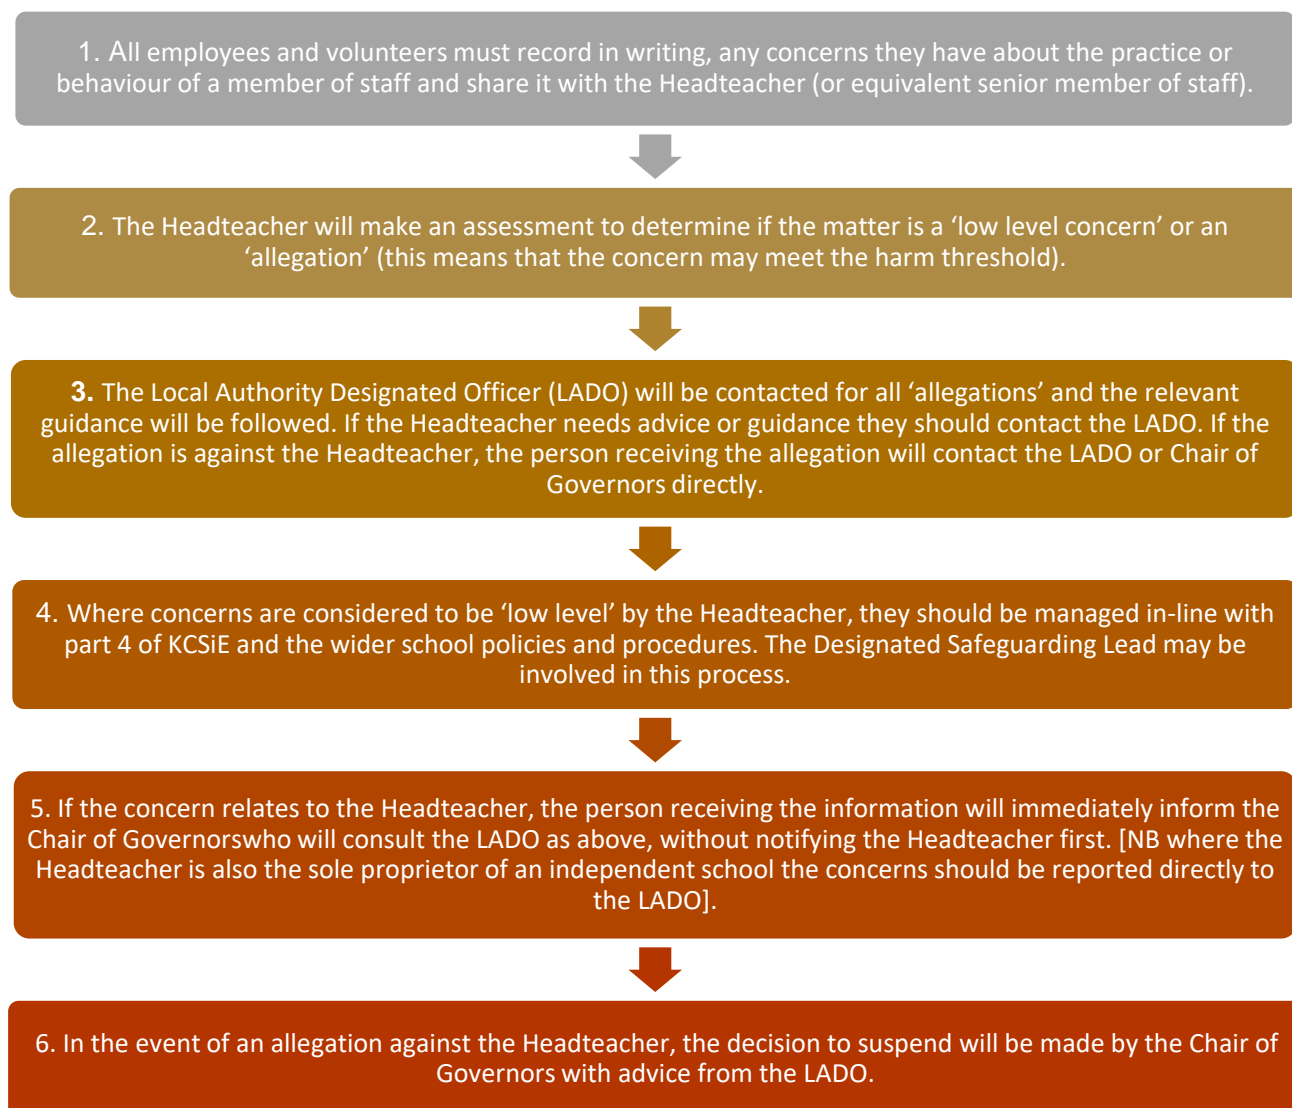 1. All employees and volunteers must record in writing, any concerns they have about the practice or
behaviour of a member of staff and share it with the Headteacher (or equivalent senior member of staff).
2. The Headteacher will make an assessment to determine if the matter is a ‘low level concern’ or an
‘allegation’ (this means that the concern may meet the harm threshold).
3. The Local Authority Designated Officer (LADO) will be contacted for all ‘allegations’ and the relevant
guidance will be followed. If the Headteacher needs advice or guidance they should contact the LADO. If the
allegation is against the Headteacher, the person receiving the allegation will contact the LADO or Chair of
Governors directly.
4. Where concerns are considered to be ‘low level’ by the Headteacher, they should be managed in-line with
part 4 of KCSiE and the wider school policies and procedures. The Designated Safeguarding Lead may be
involved in this process.
5. If the concern relates to the Headteacher, the person receiving the information will immediately inform the
Chair of Governorswho will consult the LADO as above, without notifying the Headteacher first. [NB where the
Headteacher is also the sole proprietor of an independent school the concerns should be reported directly to
the LADO].
6. In the event of an allegation against the Headteacher, the decision to suspend will be made by the Chair of
Governors with advice from the LADO.